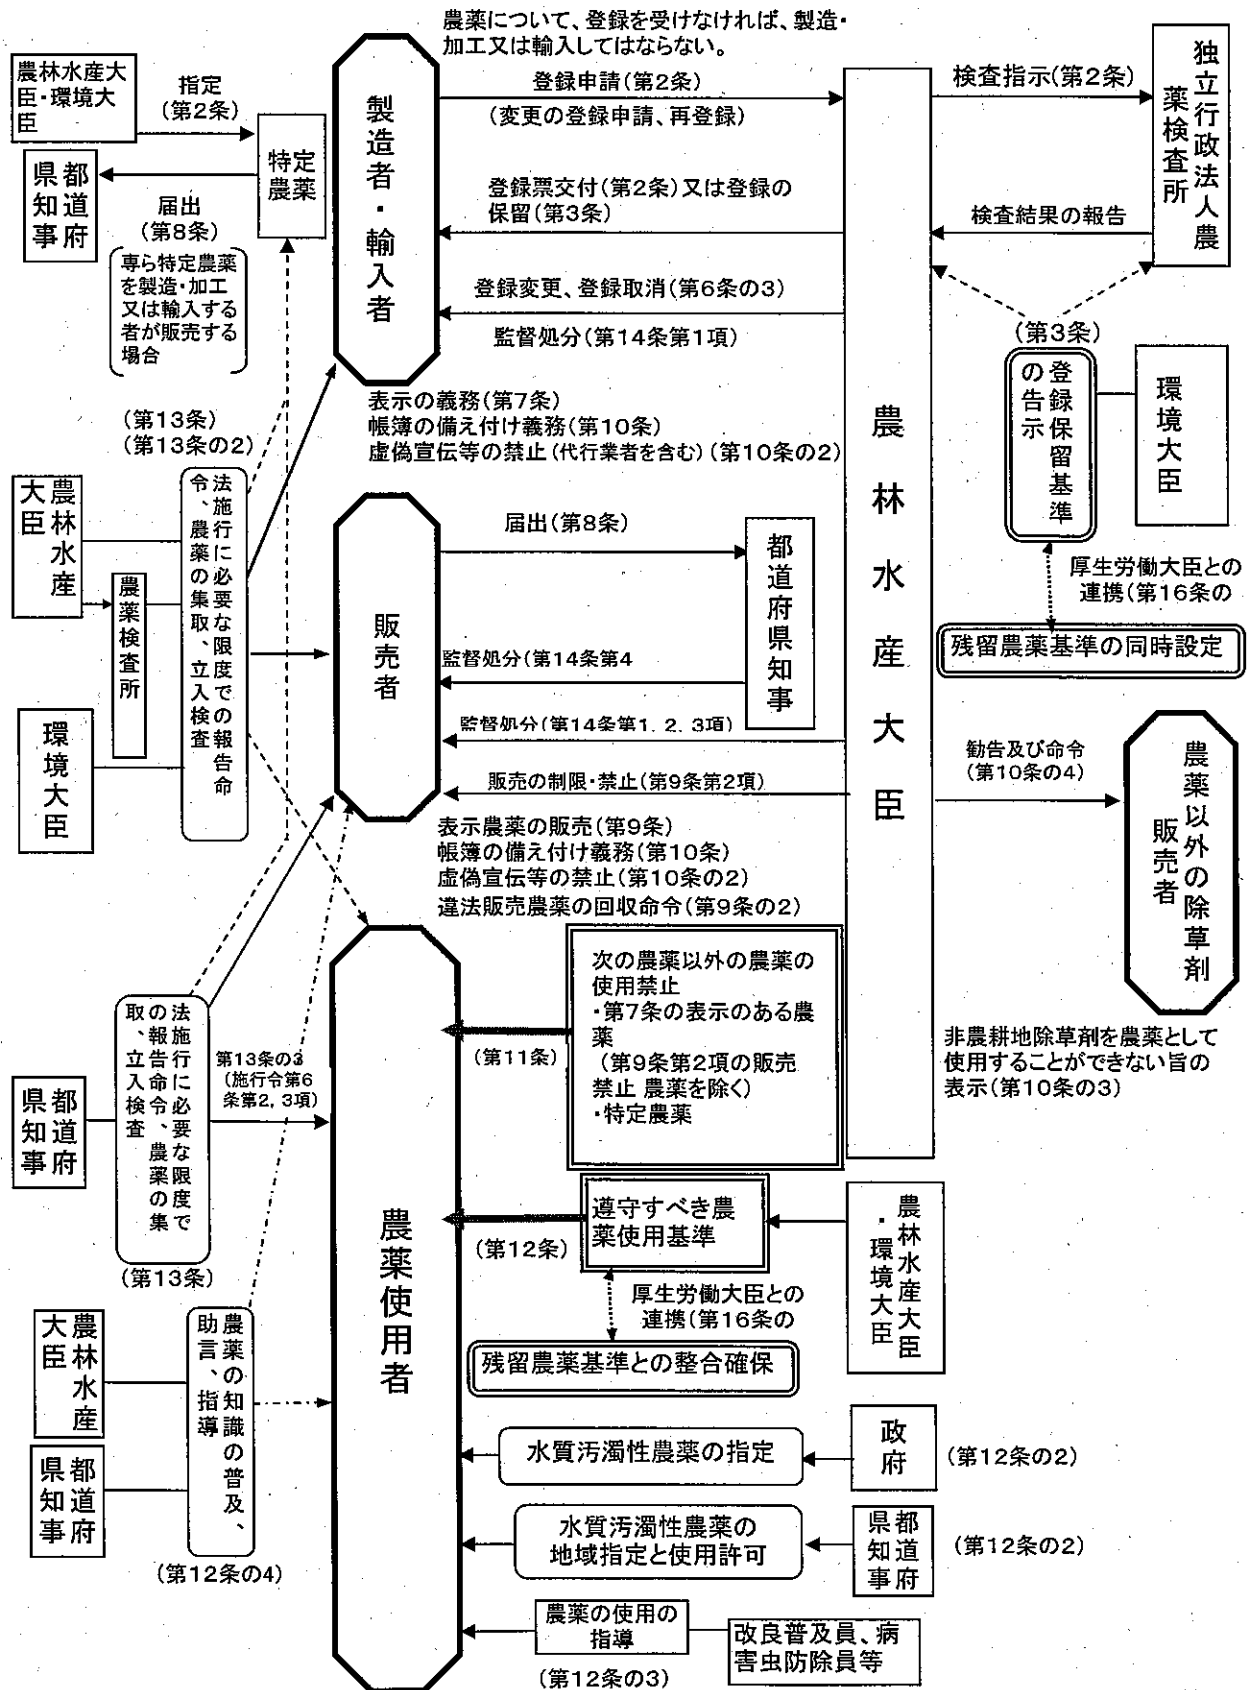 農薬について、登録を受けなければ、製造・
加工又は輸入してはならない。
農林水産大
臣・環境大
臣
指定
(第2条)
特定
農薬
都道府
県知事
届出
(第8条)
専ら特定農薬
を製造・加工
又は輸入する
者が販売する
場合
製造者・輸入者
登録申請(第2条)
(変更の登録申請、再登録)
登録票交付(第2条)又は登録の
保留(第3条)
登録変更、登録取消(第6条の3)
監督処分(第14条第1項)
農林水産大臣
検査指示(第2条)
検査結果の報告
独立行政法人農
薬検査所
(第3条)
登録保留基準
の告示
環境大臣
厚生労働大臣との
連携(第16条の
残留農薬基準の同時設定
表示の義務(第7条)
帳簿の備え付け義務(第10条)
虚偽宣伝等の禁止(代行業者を含む)(第10条の2)
(第13条)
(第13条の2)
農林水産
大臣
農薬検査所
環境大臣
法施行に必要な限度での報告命
令、農薬の集取、立入検査
販売者
届出(第8条)
都道府県知事
監督処分(第14条第4
監督処分(第14条第1, 2, 3項)
販売の制限・禁止(第9条第2項)
表示農薬の販売(第9条)
帳簿の備え付け義務(第10条)
虚偽宣伝等の禁止(第10条の2)
違法販売農薬の回収命令(第9条の2)
勧告及び命令
(第10条の4)
農薬以外の除草剤
販売者
非農耕地除草剤を農薬として
使用することができない旨の
表示(第10条の3)
都道府
県知事
法施行に必要な限度で
の報告命令、農薬の集
取、立入検査
(第13条)
第13条の3
(施行令第6
条第2, 3項)
農薬使用者
(第11条)
次の農薬以外の農薬の
使用禁止
・第7条の表示のある農
薬
(第9条第2項の販売
禁止 農薬を除く)
・特定農薬
(第12条)
遵守すべき農
薬使用基準
農林水産大臣
・環境大臣
厚生労働大臣との
連携(第16条の
残留農薬基準との整合確保
農林水産
大臣
都道府
県知事
農薬の知識の普及、
助言、指導
(第12条の4)
水質汚濁性農薬の指定
政府
(第12条の2)
水質汚濁性農薬の
地域指定と使用許可
都道府
県知事
(第12条の2)
農薬の使用の
指導
(第12条の3)
改良普及員、病
害虫防除員等